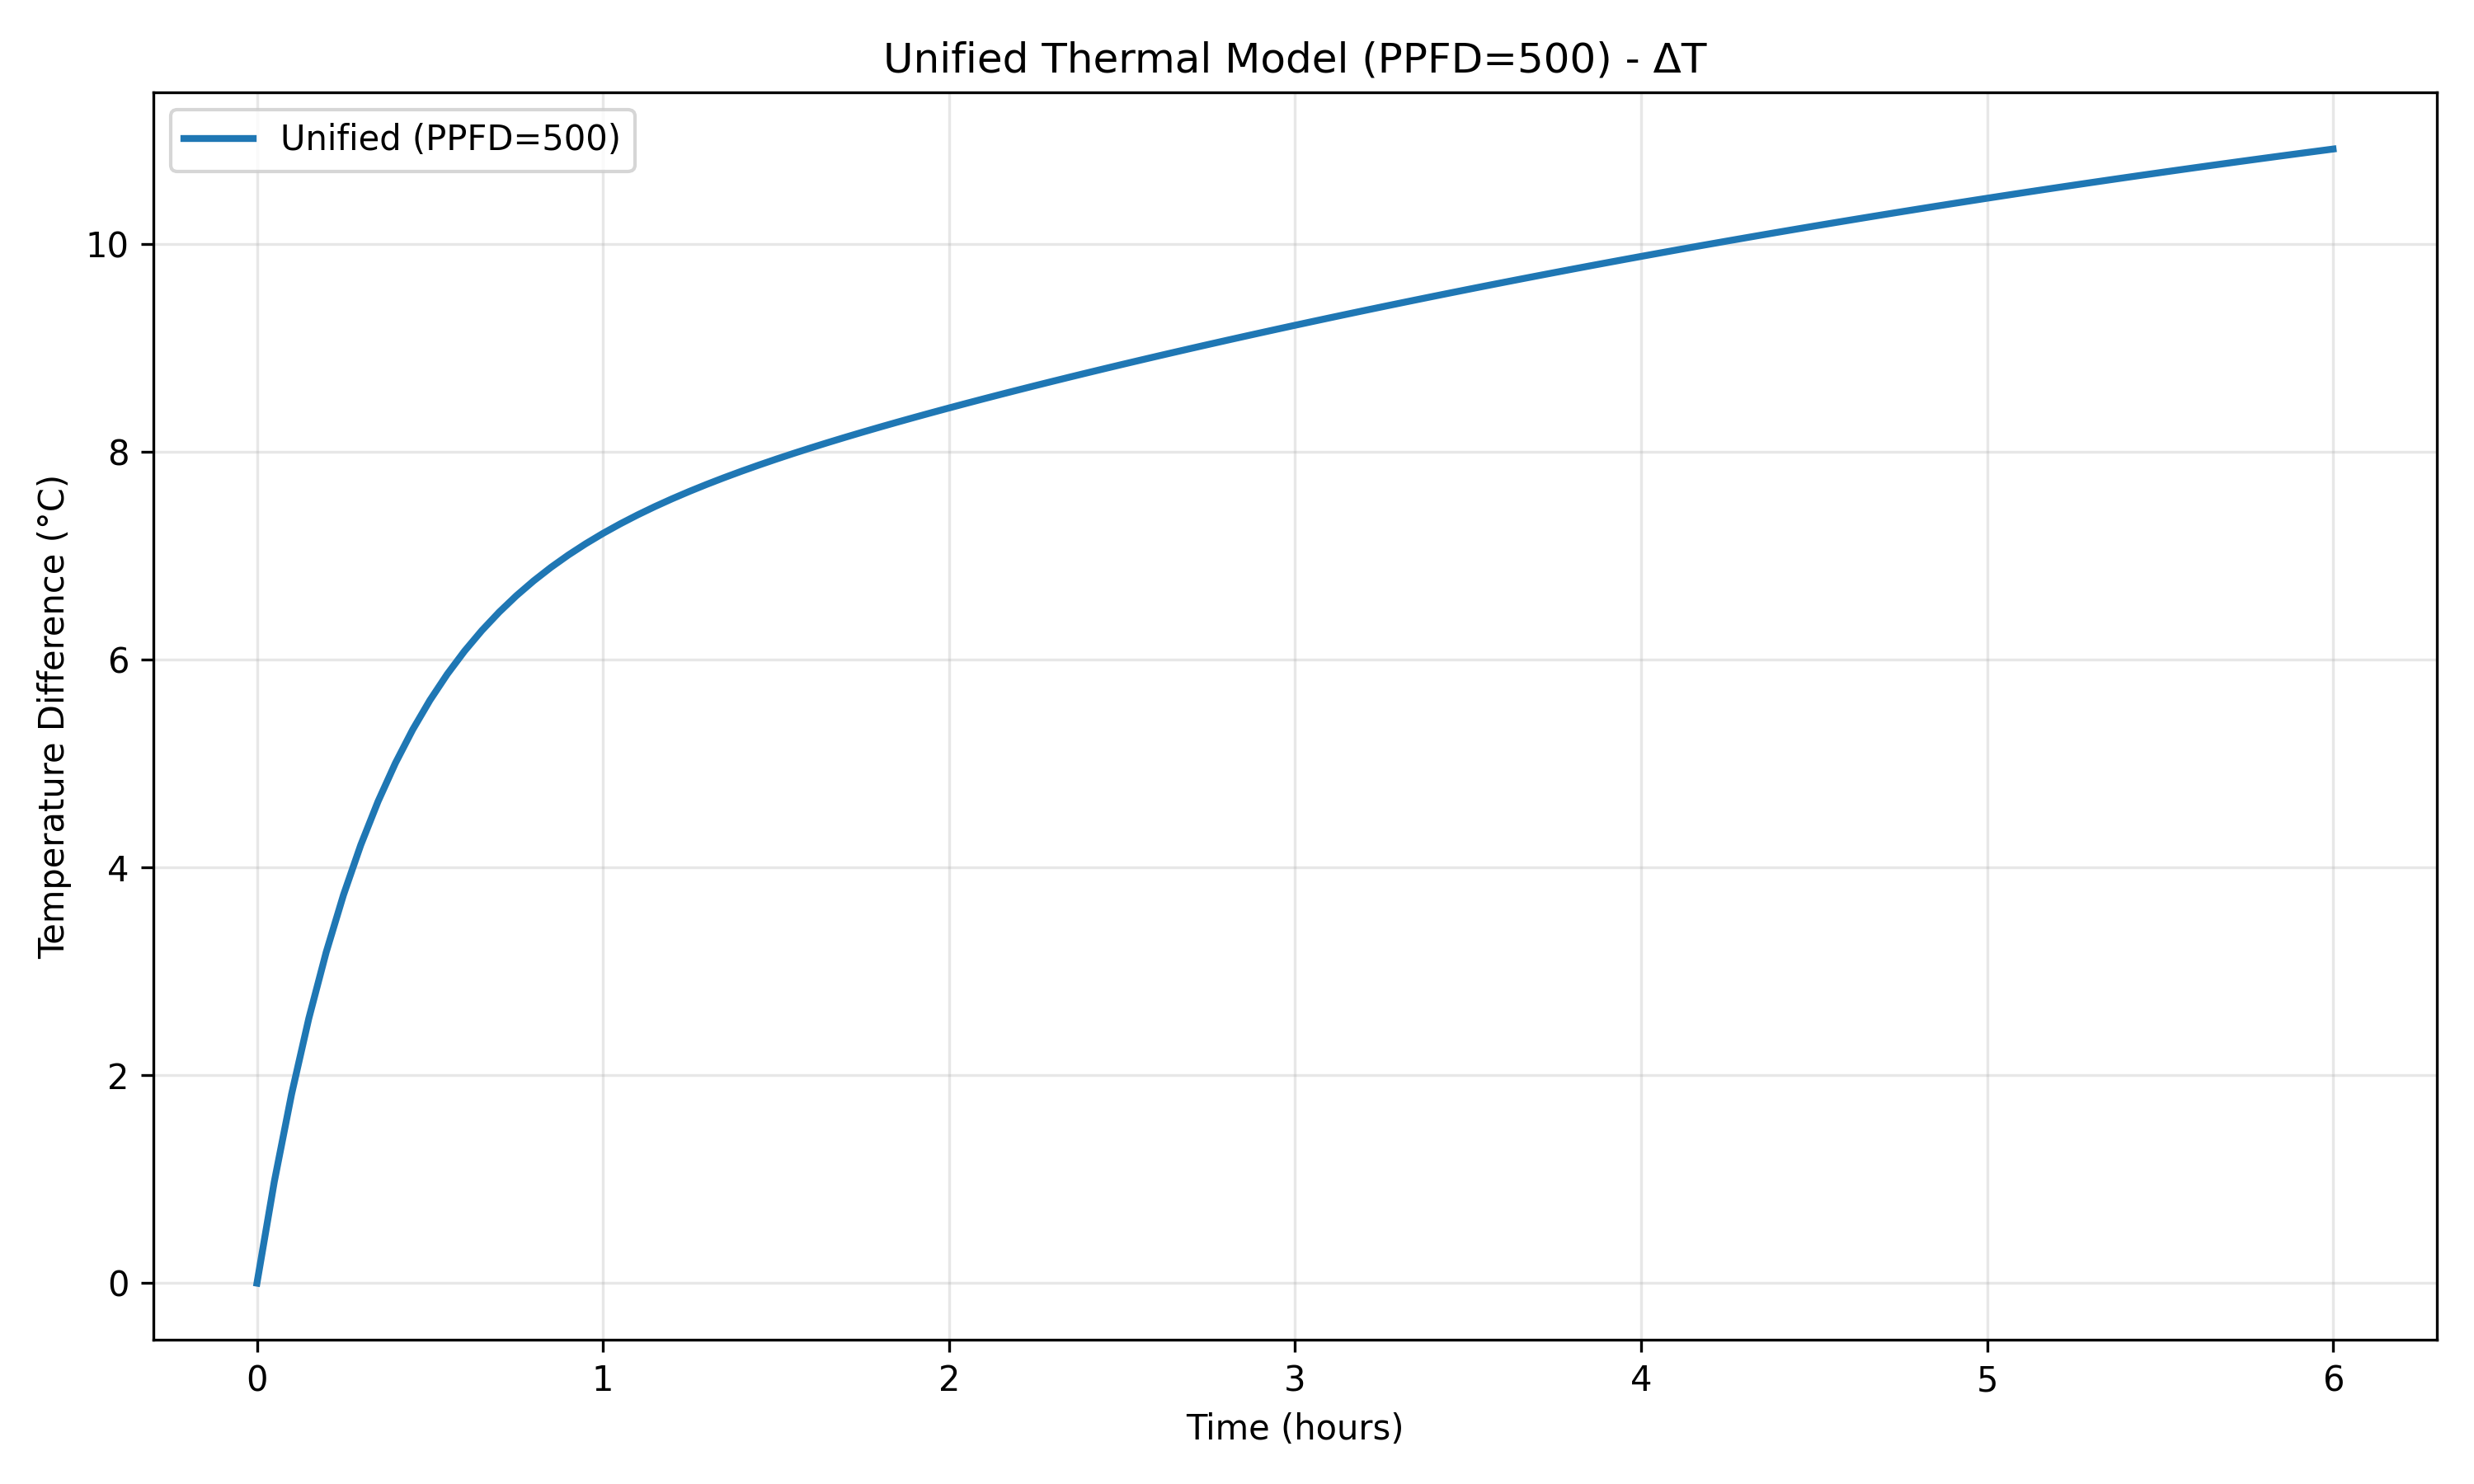 Unified Thermal Model (PPFD=500) - ΔT
Unified (PPFD=500)
Temperature Difference (°C)
10
8
6
4
2
0
0 1 2 3 4 5 6
Time (hours)